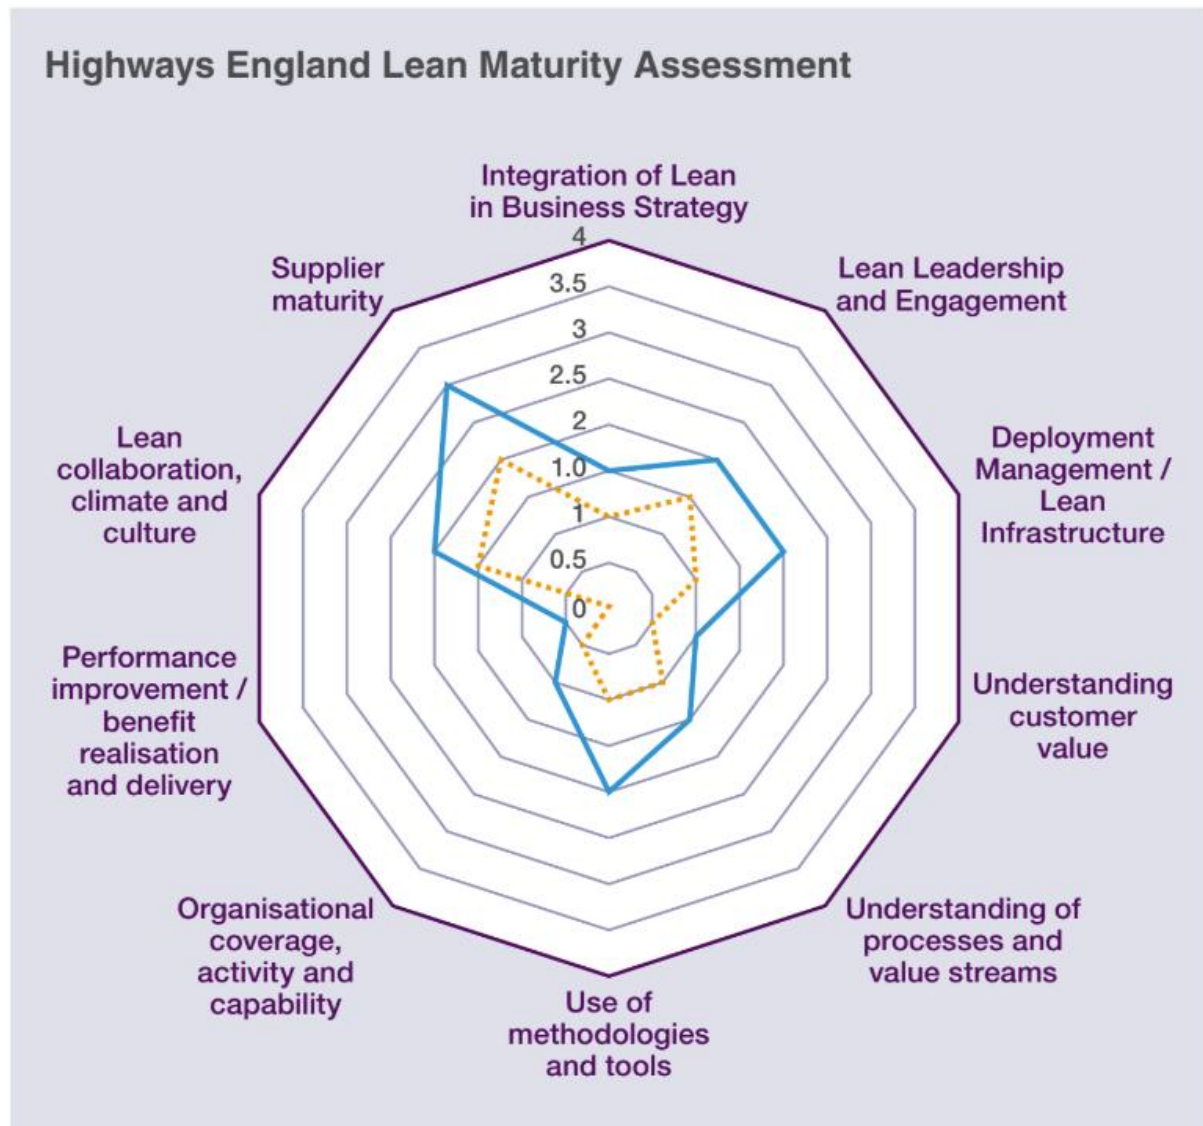 Highways England Lean Maturity Assessment
Integration of Lean
in Business Strategy
Lean Leadership
and Engagement
Deployment
Management /
Lean
Infrastructure
Understanding
customer
value
Understanding of
processes and
value streams
Use of
methodologies
and tools
Organisational
coverage,
activity and
capability
Performance
improvement /
benefit
realisation
and delivery
Lean
collaboration,
climate and
culture
Supplier
maturity
4
3.5
3
2.5
2
1.0
1
0.5
0